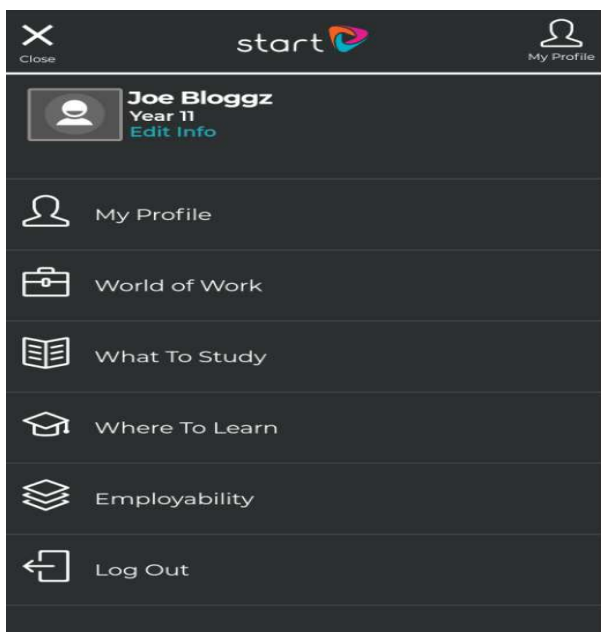 start
Close
My Profile
Joe Bloggz
Year 11
Edit Info
My Profile
World of Work
What To Study
Where To Learn
Employability
Log Out